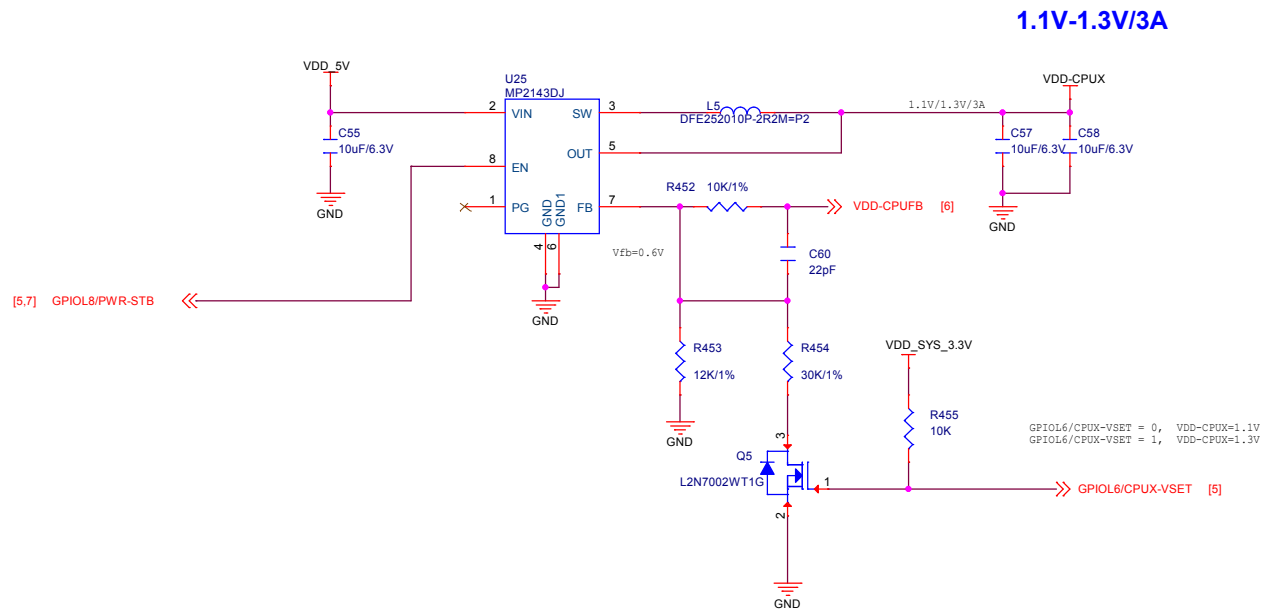 1.1V-1.3V/3A
VDD_5V
U25
MP2143DJ
VDD-CPUX
2
VIN
SW
3
L5
DFE252010P-2R2M=P2
1.1V/1.3V/3A
C55
10uF/6.3V
OUT
5
C57
10uF/6.3V
C58
10uF/6.3V
8
EN
GND
1
PG
GND
GND1
FB
7
R452
10K/1%
VDD-CPUFB
[6]
GND
4
6
Vfb=0.6V
C60
22pF
[5,7]
GPIOL8/PWR-STB
GND
R453
12K/1%
R454
30K/1%
VDD_SYS_3.3V
GND
R455
10K
GPIOL6/CPUX-VSET = 0, VDD-CPUX=1.1V
GPIOL6/CPUX-VSET = 1, VDD-CPUX=1.3V
3
Q5
L2N7002WT1G
1
GPIOL6/CPUX-VSET
[5]
2
GND